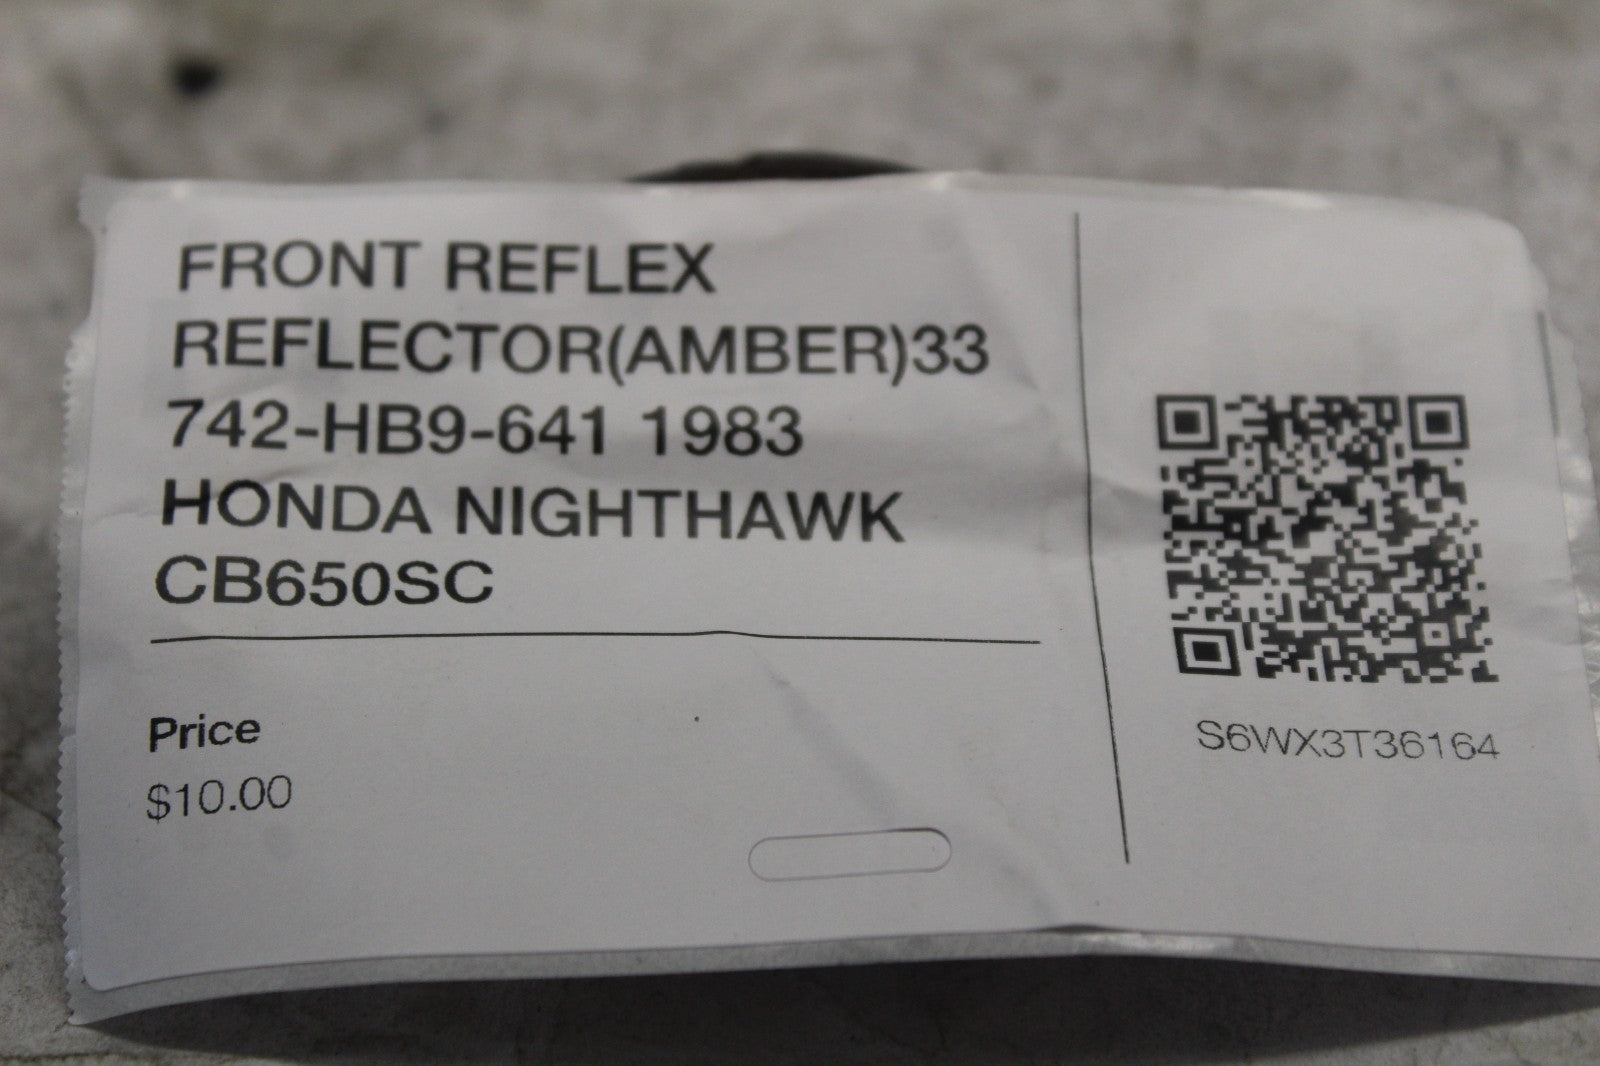 FRONT REFLEX
REFLECTOR(AMBER)33
742-HB9-641 1983
HONDA NIGHTHAWK
CB650SC
Price
$10.00
S6WX3T36164